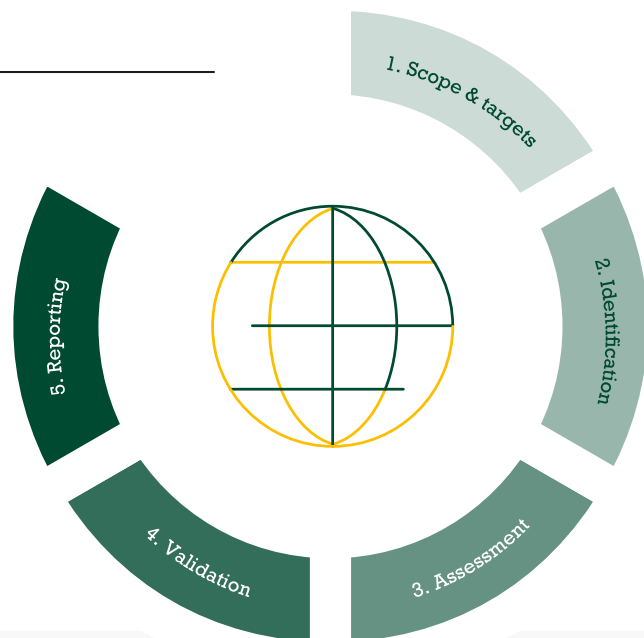 1. Scope & targets
2. Identification
3. Assessment
4. Validation
5. Reporting